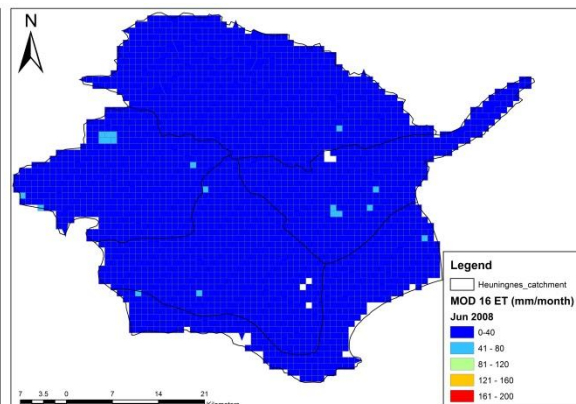 N
Legend
Heuningnes_catchment
MOD 16 ET (mm/month)
Jun 2008
0-40
41 - 80
81 - 120
121 - 160
161 - 200
7 3.5 0 7 14 21
Kilometers